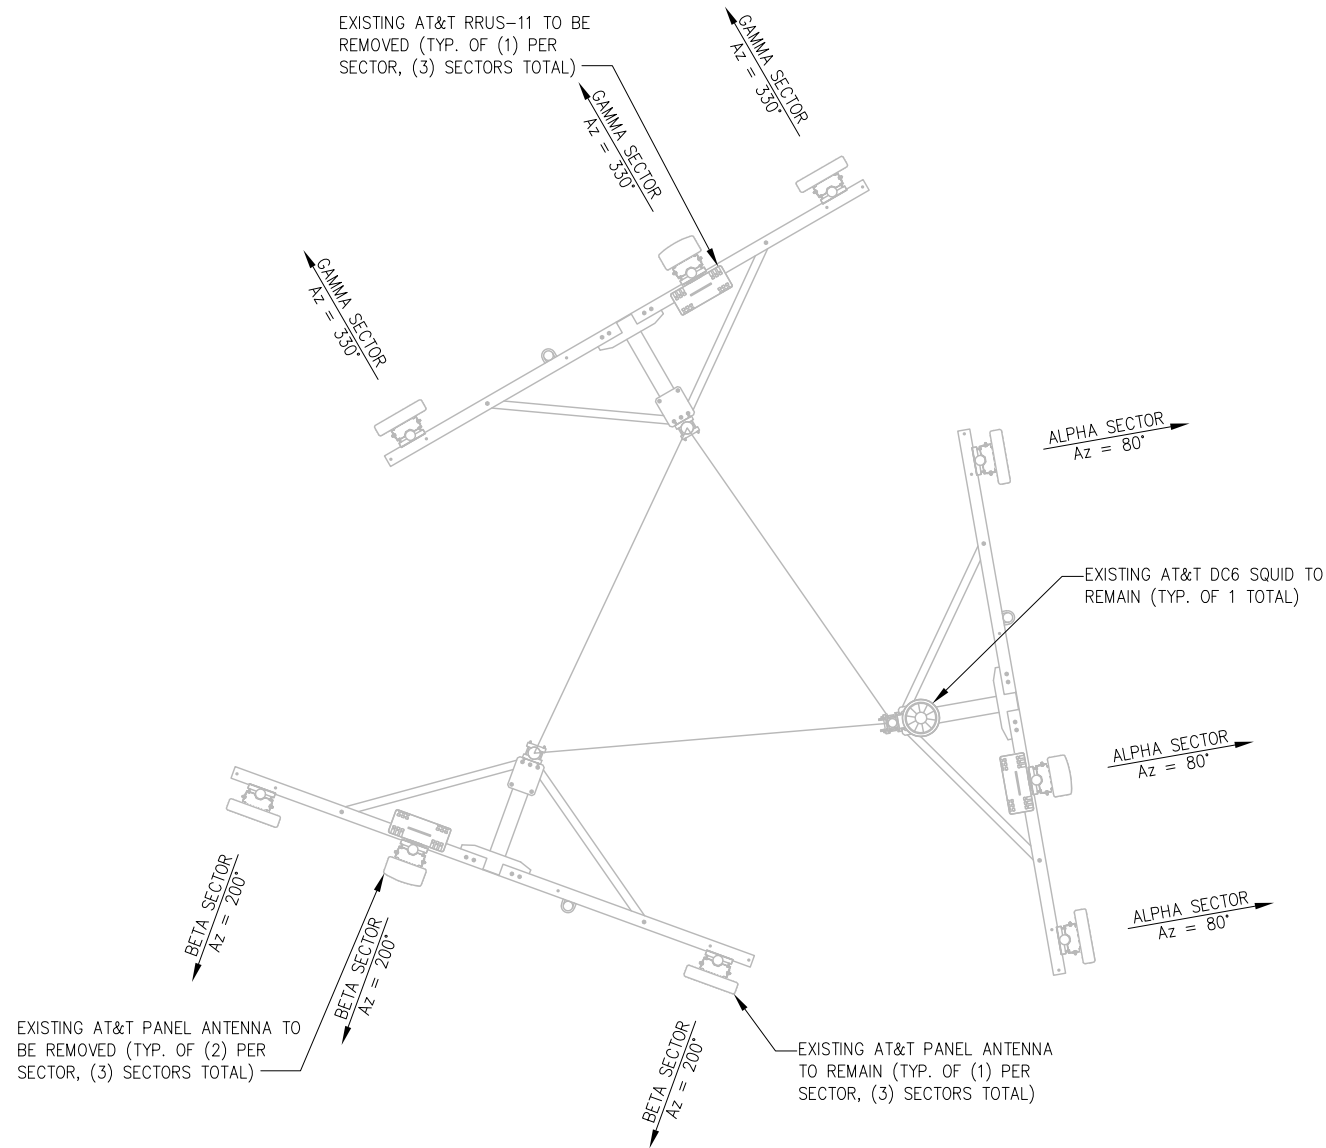 EXISTING AT&T RRUS-11 TO BE
REMOVED (TYP. OF (1) PER
SECTOR, (3) SECTORS TOTAL)
GAMMA SECTOR
Az = 330°
GAMMA SECTOR
Az = 330°
GAMMA SECTOR
Az = 330°
ALPHA SECTOR
Az = 80°
EXISTING AT&T DC6 SQUID TO
REMAIN (TYP. OF 1 TOTAL)
ALPHA SECTOR
Az = 80°
ALPHA SECTOR
Az = 80°
BETA SECTOR
Az = 200°
BETA SECTOR
Az = 200°
BETA SECTOR
Az = 200°
EXISTING AT&T PANEL ANTENNA TO
BE REMOVED (TYP. OF (2) PER
SECTOR, (3) SECTORS TOTAL)
EXISTING AT&T PANEL ANTENNA
TO REMAIN (TYP. OF (1) PER
SECTOR, (3) SECTORS TOTAL)